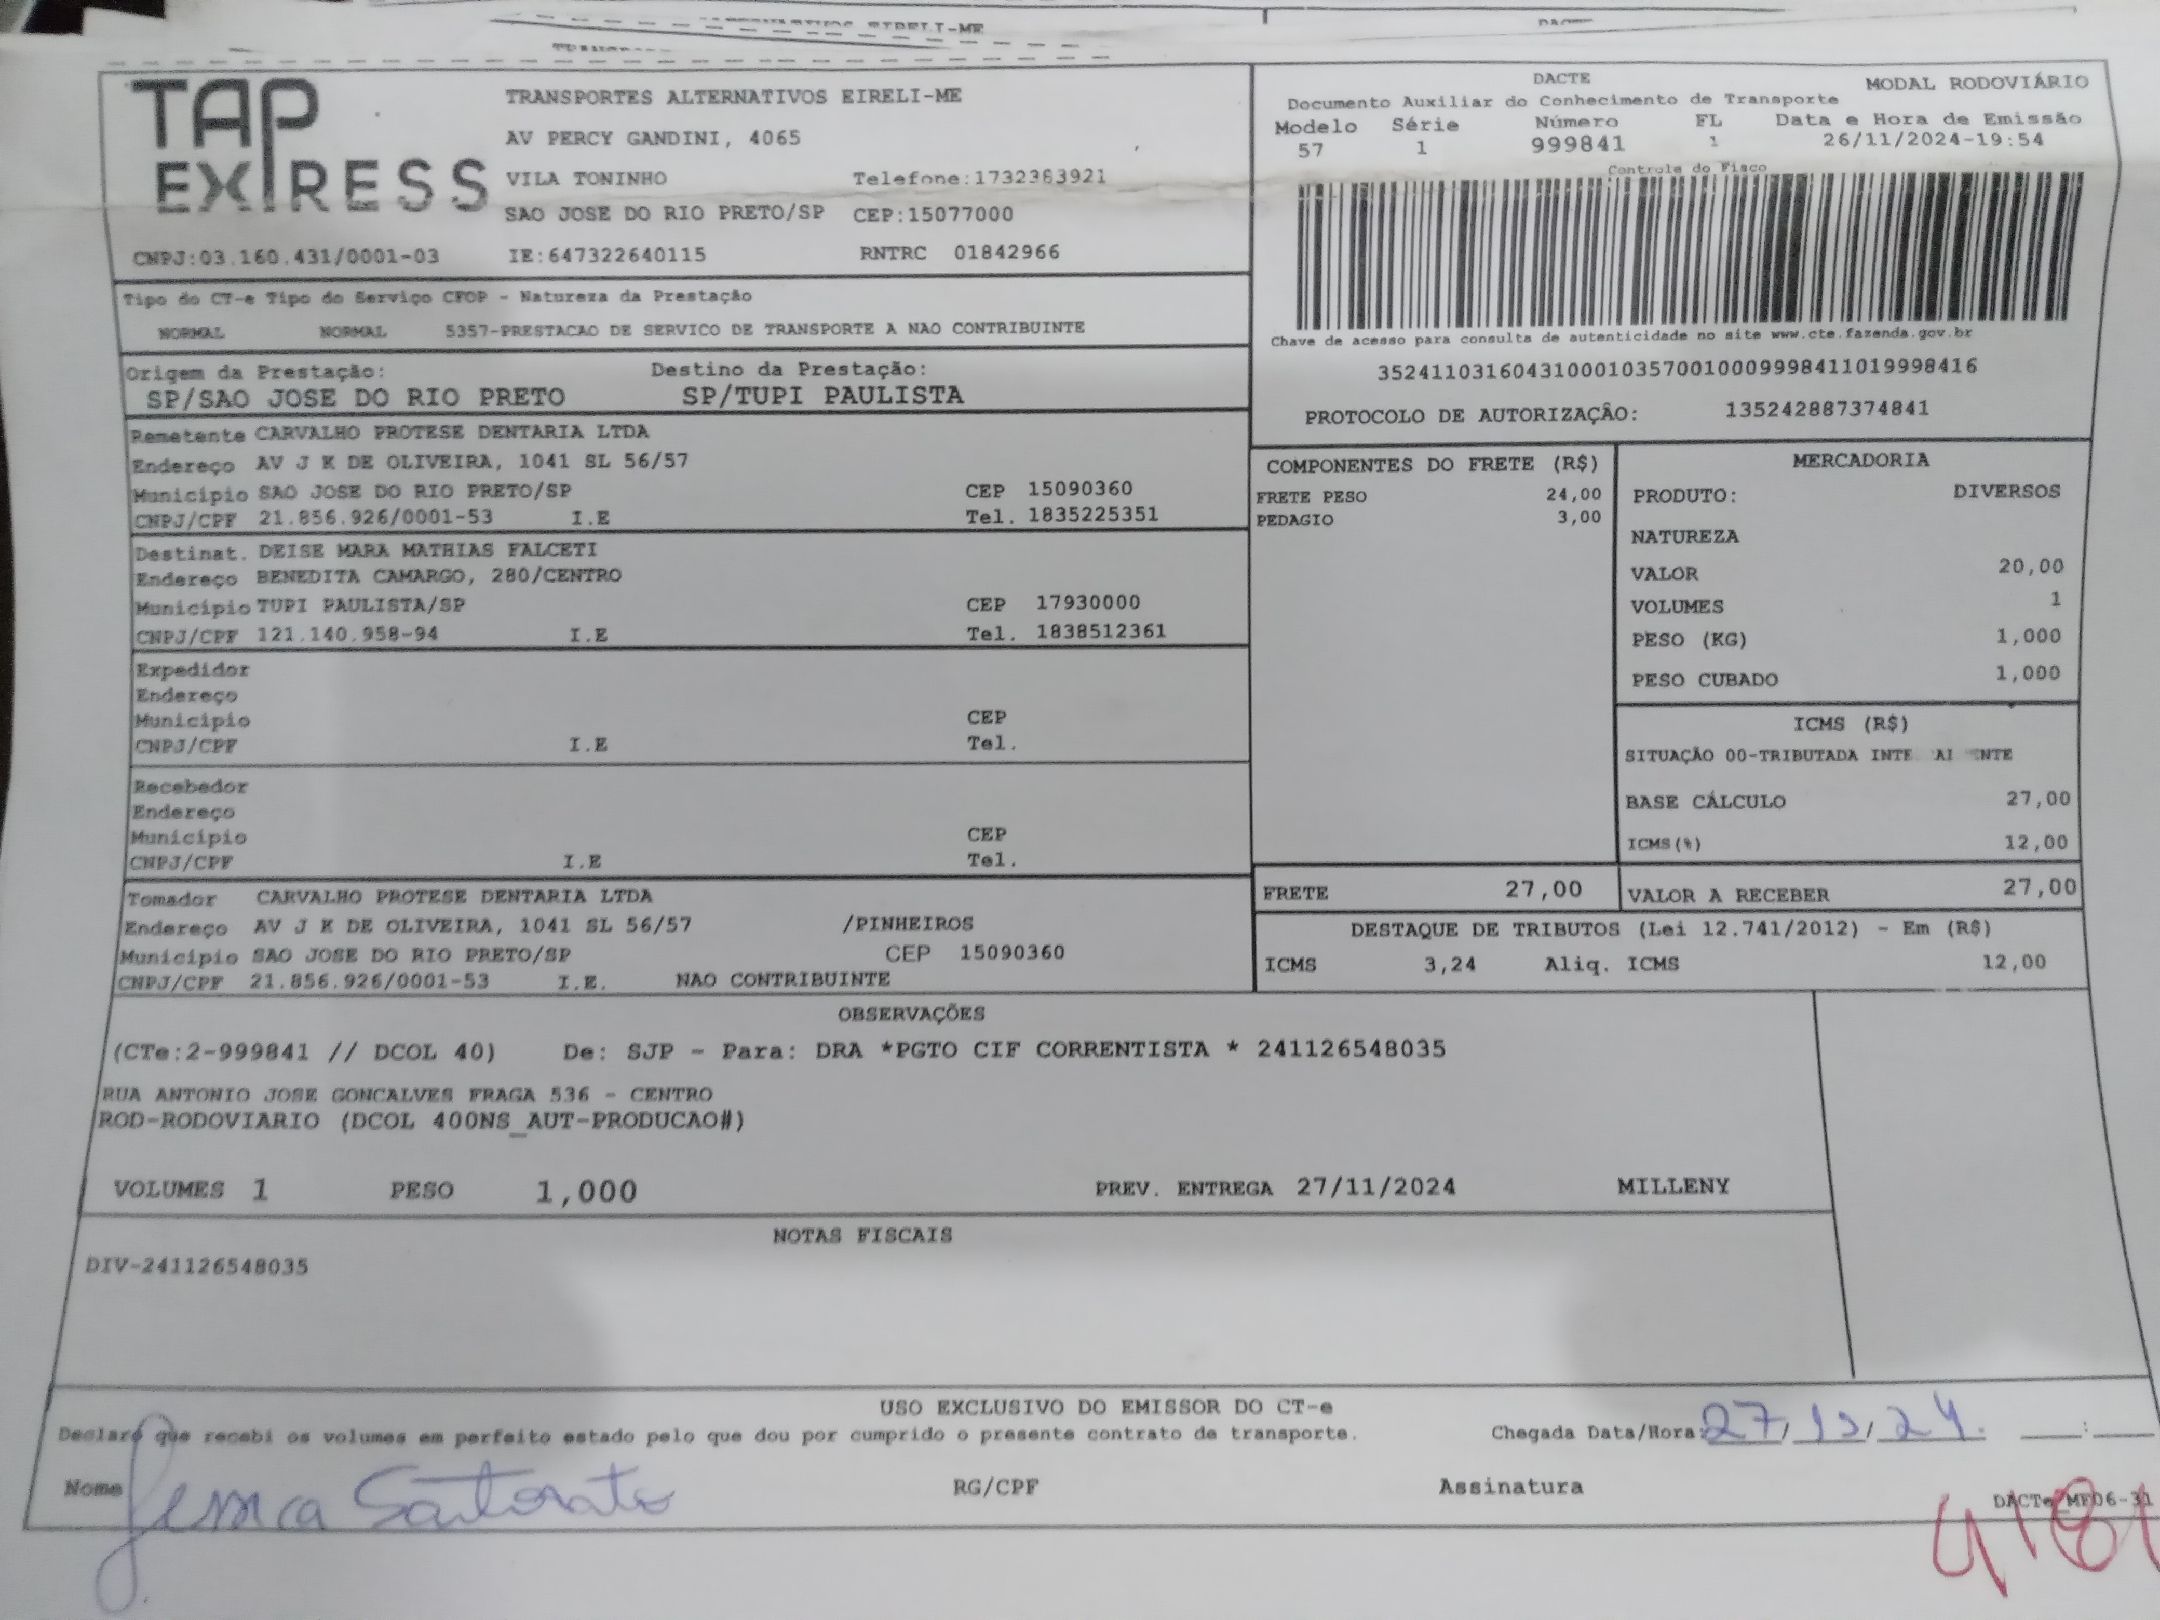 EIRELI-ME
TAP EXPRESS
TRANSPORTES ALTERNATIVOS EIRELI-ME
AV PERCY GANDINI, 4065
VILA TONINHO Telefone:1732363921
SAO JOSE DO RIO PRETO/SP CEP:15077000
CNPJ:03.160.431/0001-03 IE:647322640115 RNTRC 01842966
DACTE MODAL RODOVIÁRIO
Documento Auxiliar do Conhecimento de Transporte
Modelo Série Número FL Data e Hora de Emissão
57 1 999841 1 26/11/2024-19:54
Controle do Fisco
Chave de acesso para consulta de autenticidade no site www.cte.fazenda.gov.br
35241103160431000103570010009998411019998416
PROTOCOLO DE AUTORIZAÇÃO: 135242887374841
Tipo do CT-e Tipo do Serviço CFOP - Natureza da Prestação
NORMAL NORMAL 5357-PRESTACAO DE SERVICO DE TRANSPORTE A NAO CONTRIBUINTE
Origem da Prestação: Destino da Prestação:
SP/SAO JOSE DO RIO PRETO SP/TUPI PAULISTA
Remetente CARVALHO PROTESE DENTARIA LTDA
Endereço AV J K DE OLIVEIRA, 1041 SL 56/57
Município SAO JOSE DO RIO PRETO/SP CEP 15090360
CNPJ/CPF 21.856.926/0001-53 I.E Tel. 1835225351
Destinat. DEISE MARA MATHIAS FALCETI
Endereço BENEDITA CAMARGO, 280/CENTRO
Município TUPI PAULISTA/SP CEP 17930000
CNPJ/CPF 121.140.958-94 I.E Tel. 1838512361
Expedidor
Endereço
Município CEP
CNPJ/CPF I.E Tel.
Recebedor
Endereço
Município CEP
CNPJ/CPF I.E Tel.
Tomador CARVALHO PROTESE DENTARIA LTDA
Endereço AV J K DE OLIVEIRA, 1041 SL 56/57 /PINHEIROS
Município SAO JOSE DO RIO PRETO/SP CEP 15090360
CNPJ/CPF 21.856.926/0001-53 I.E. NAO CONTRIBUINTE
COMPONENTES DO FRETE (R$)
FRETE PESO 24,00
PEDAGIO 3,00
MERCADORIA
PRODUTO: DIVERSOS
NATUREZA
VALOR 20,00
VOLUMES 1
PESO (KG) 1,000
PESO CUBADO 1,000
ICMS (R$)
SITUAÇÃO 00-TRIBUTADA
BASE CÁLCULO 27,00
ICMS(%) 12,00
FRETE 27,00 VALOR A RECEBER 27,00
DESTAQUE DE TRIBUTOS (Lei 12.741/2012) - Em (R$)
ICMS 3,24 Aliq. ICMS 12,00
OBSERVAÇÕES
(CTe:2-999841 // DCOL 40) De: SJP - Para: DRA *PGTO CIF CORRENTISTA * 241126548035
RUA ANTONIO JOSE GONCALVES FRAGA 536 - CENTRO
ROD-RODOVIARIO (DCOL 400NS_AUT-PRODUCAO#)
VOLUMES 1 PESO 1,000 PREV. ENTREGA 27/11/2024 MILLENY
NOTAS FISCAIS
DIV-241126548035
USO EXCLUSIVO DO EMISSOR DO CT-e
Declaro que recebi os volumes em perfeito estado pelo que dou por cumprido o presente contrato de transporte. Chegada Data/Hora: 27/12/24. __:__
Nome Jessica Sartorato RG/CPF Assinatura DACTe